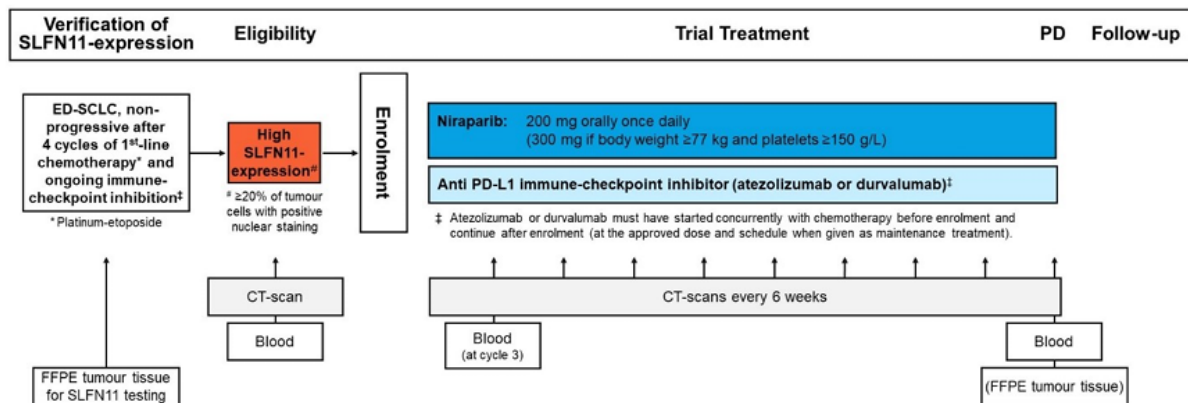 Verification of
SLFN11-expression
Eligibility
Trial Treatment
PD
Follow-up
ED-SCLC, non-
progressive after
4 cycles of 1st-line
chemotherapy* and
ongoing immune-
checkpoint inhibition‡
* Platinum-etoposide
High
SLFN11-
expression#
# ≥20% of tumour
cells with positive
nuclear staining
Enrolment
Niraparib: 200 mg orally once daily
(300 mg if body weight ≥77 kg and platelets ≥150 g/L)
Anti PD-L1 immune-checkpoint inhibitor (atezolizumab or durvalumab)‡
‡ Atezolizumab or durvalumab must have started concurrently with chemotherapy before enrolment and
continue after enrolment (at the approved dose and schedule when given as maintenance treatment).
CT-scan
CT-scans every 6 weeks
Blood
Blood
(at cycle 3)
Blood
FFPE tumour tissue
for SLFN11 testing
(FFPE tumour tissue)